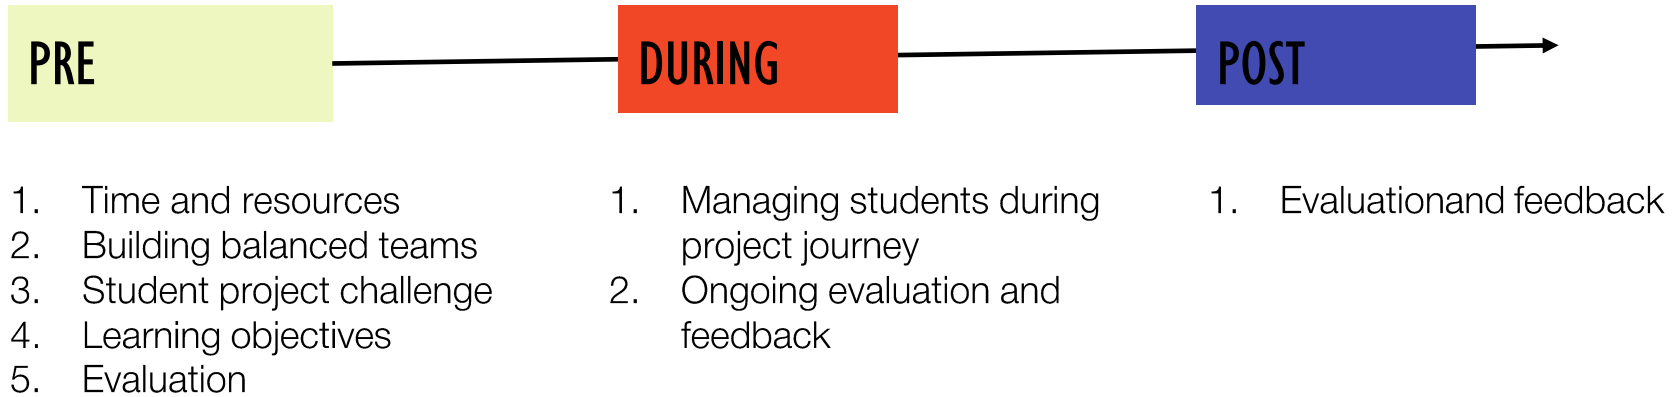 PRE
DURING
POST
1. Time and resources
2. Building balanced teams
3. Student project challenge
4. Learning objectives
5. Evaluation
1. Managing students during
project journey
2. Ongoing evaluation and
feedback
1. Evaluationand feedback